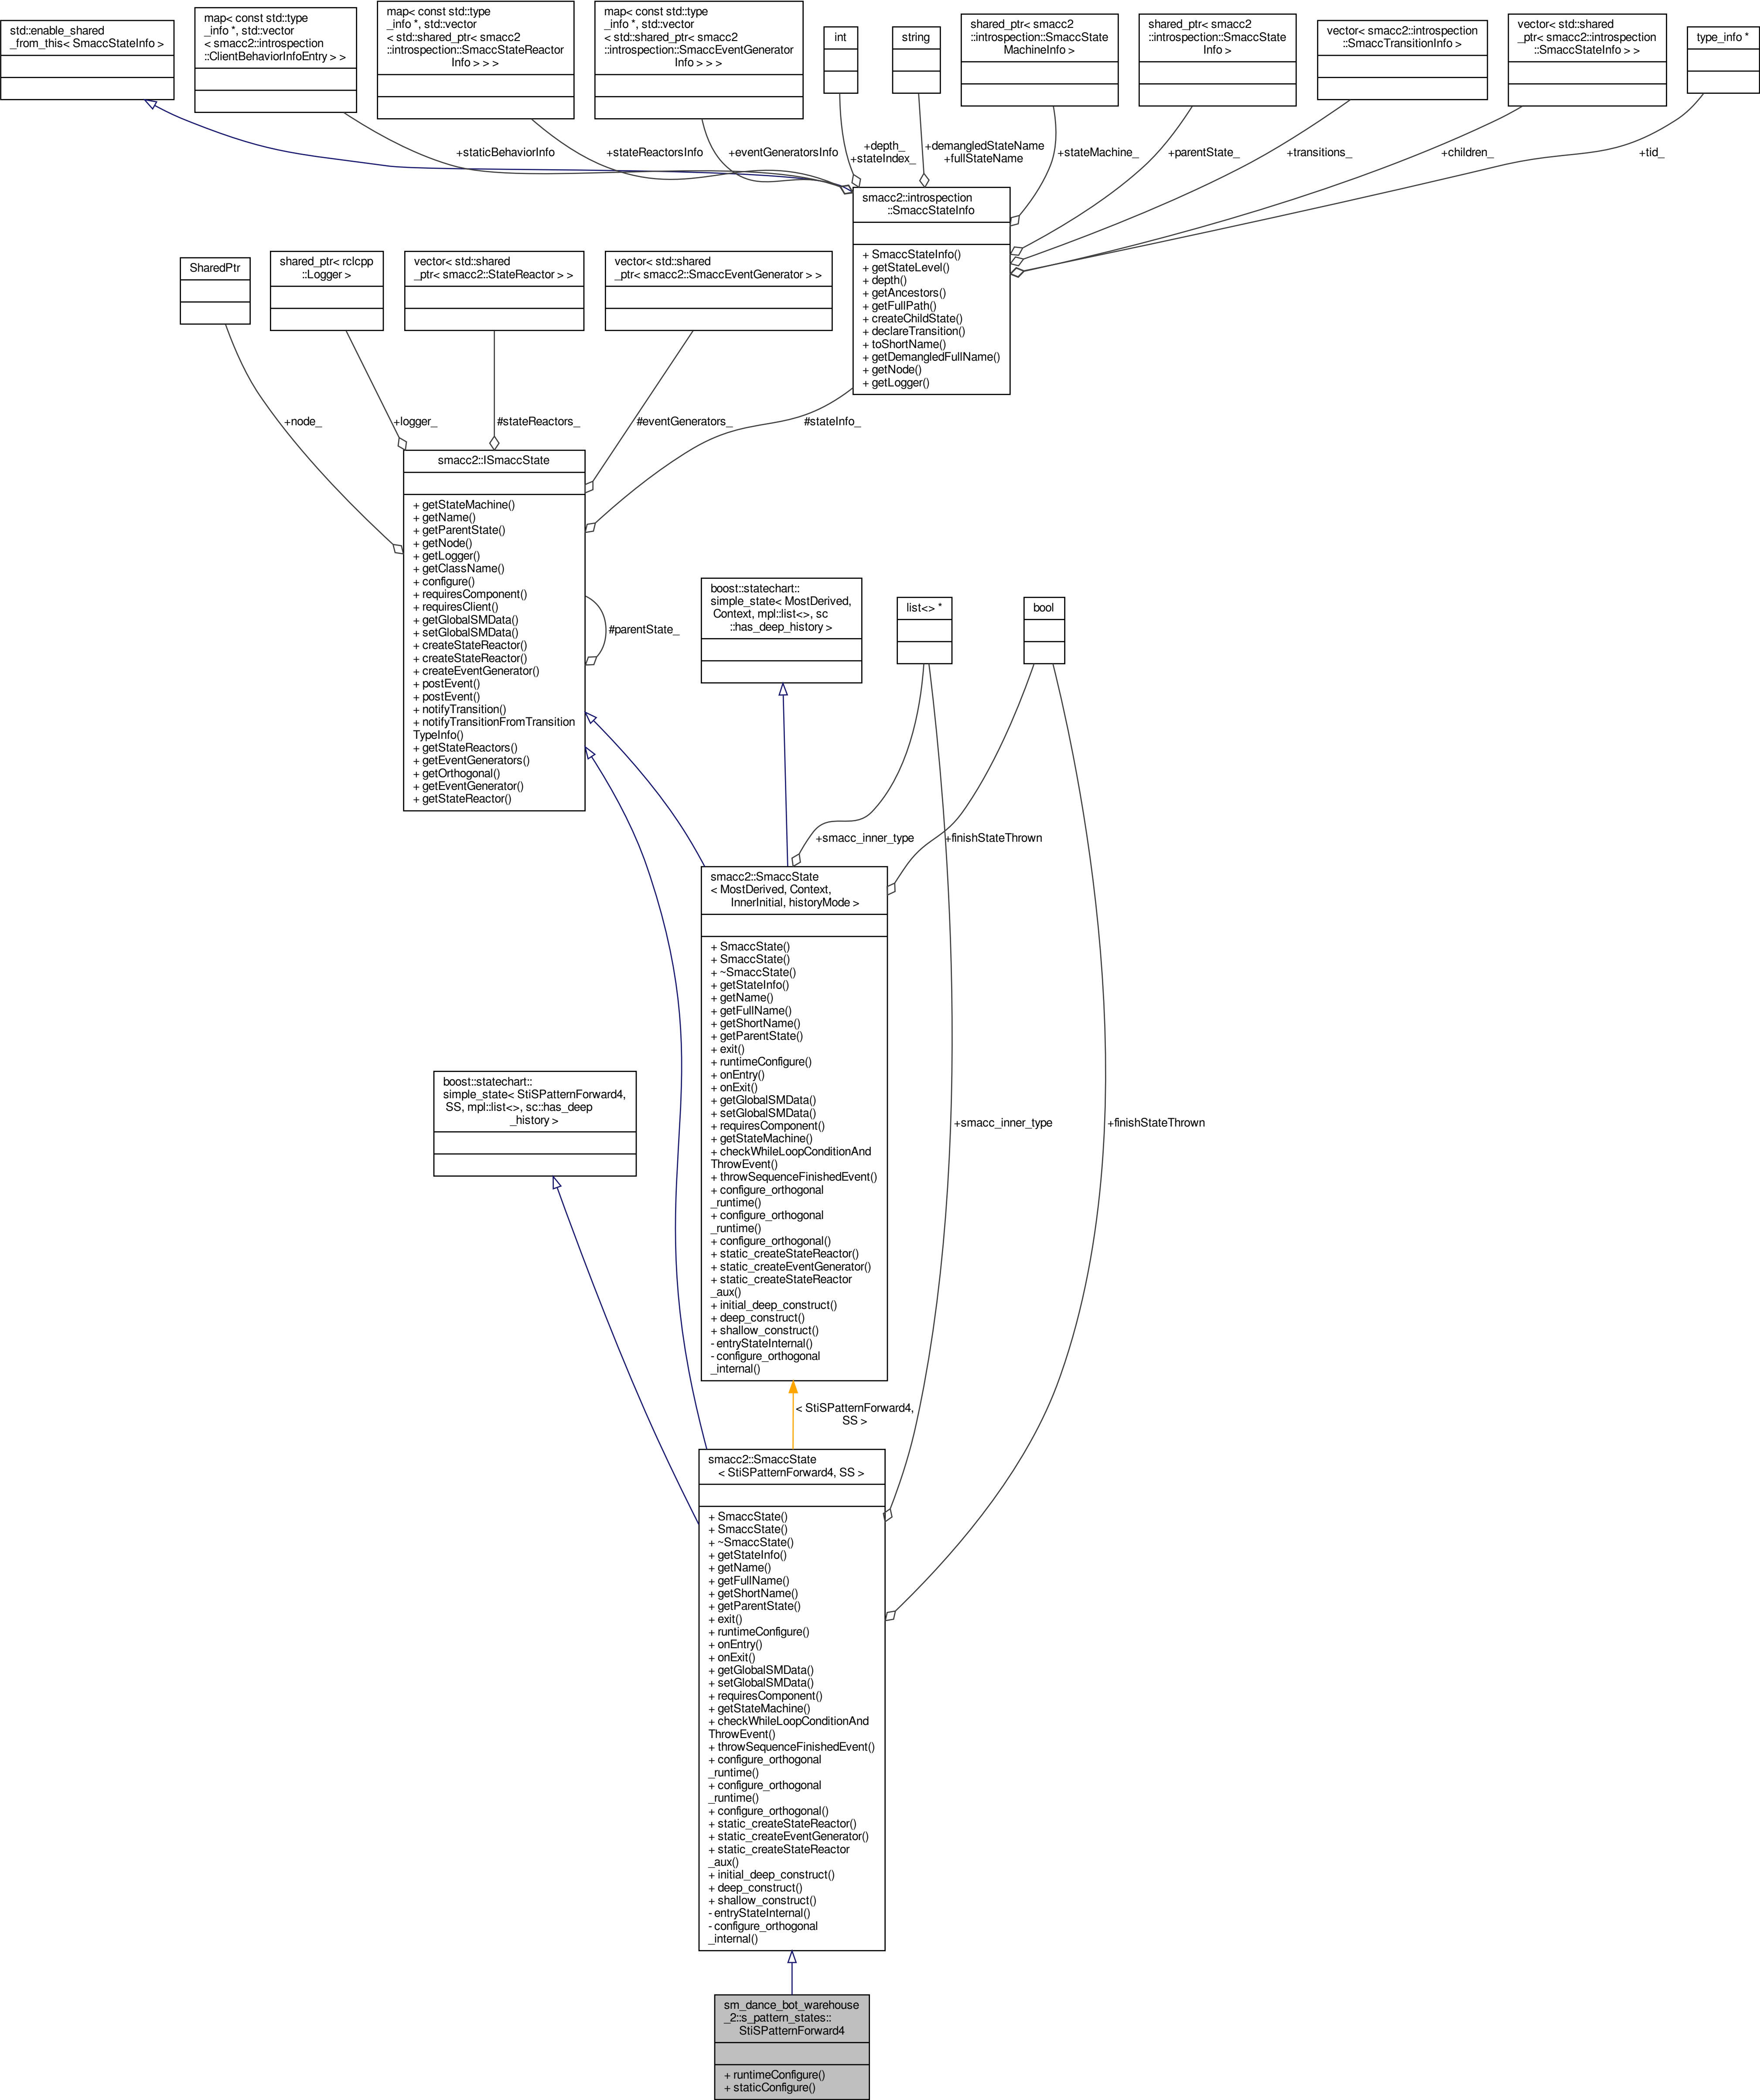 std::enable_shared
_from_this< SmaccStateInfo >
map< const std::type
_info *, std::vector
< smacc2::introspection
::ClientBehaviorInfoEntry > >
map< const std::type
_info *, std::vector
< std::shared_ptr< smacc2
::introspection::SmaccStateReactor
Info > > >
map< const std::type
_info *, std::vector
< std::shared_ptr< smacc2
::introspection::SmaccEventGenerator
Info > > >
int
string
shared_ptr< smacc2
::introspection::SmaccState
MachineInfo >
shared_ptr< smacc2
::introspection::SmaccState
Info >
vector< smacc2::introspection
::SmaccTransitionInfo >
vector< std::shared
_ptr< smacc2::introspection
::SmaccStateInfo > >
type_info *
+staticBehaviorInfo
+stateReactorsInfo
+eventGeneratorsInfo
+depth_
+stateIndex_
+demangledStateName
+fullStateName
+stateMachine_
+parentState_
+transitions_
+children_
+tid_
smacc2::introspection
::SmaccStateInfo
+ SmaccStateInfo()
+ getStateLevel()
+ depth()
+ getAncestors()
+ getFullPath()
+ createChildState()
+ declareTransition()
+ toShortName()
+ getDemangledFullName()
+ getNode()
+ getLogger()
SharedPtr
shared_ptr< rclcpp
::Logger >
vector< std::shared
_ptr< smacc2::StateReactor > >
vector< std::shared
_ptr< smacc2::SmaccEventGenerator > >
+node_
+logger_
#stateReactors_
#eventGenerators_
#stateInfo_
smacc2::ISmaccState
+ getStateMachine()
+ getName()
+ getParentState()
+ getNode()
+ getLogger()
+ getClassName()
+ configure()
+ requiresComponent()
+ requiresClient()
+ getGlobalSMData()
+ setGlobalSMData()
+ createStateReactor()
+ createStateReactor()
+ createEventGenerator()
+ postEvent()
+ postEvent()
+ notifyTransition()
+ notifyTransitionFromTransition
TypeInfo()
+ getStateReactors()
+ getEventGenerators()
+ getOrthogonal()
+ getEventGenerator()
+ getStateReactor()
#parentState_
boost::statechart::
simple_state< MostDerived,
Context, mpl::list<>, sc
::has_deep_history >
list<> *
bool
+smacc_inner_type
+finishStateThrown
smacc2::SmaccState
< MostDerived, Context,
InnerInitial, historyMode >
+ SmaccState()
+ SmaccState()
+ ~SmaccState()
+ getStateInfo()
+ getName()
+ getFullName()
+ getShortName()
+ getParentState()
+ exit()
+ runtimeConfigure()
+ onEntry()
+ onExit()
+ getGlobalSMData()
+ setGlobalSMData()
+ requiresComponent()
+ getStateMachine()
+ checkWhileLoopConditionAnd
ThrowEvent()
+ throwSequenceFinishedEvent()
+ configure_orthogonal
_runtime()
+ configure_orthogonal
_runtime()
+ configure_orthogonal()
+ static_createStateReactor()
+ static_createEventGenerator()
+ static_createStateReactor
_aux()
+ initial_deep_construct()
+ deep_construct()
+ shallow_construct()
- entryStateInternal()
- configure_orthogonal
_internal()
boost::statechart::
simple_state< StiSPatternForward4,
SS, mpl::list<>, sc::has_deep
_history >
+smacc_inner_type
+finishStateThrown
< StiSPatternForward4,
SS >
smacc2::SmaccState
< StiSPatternForward4, SS >
+ SmaccState()
+ SmaccState()
+ ~SmaccState()
+ getStateInfo()
+ getName()
+ getFullName()
+ getShortName()
+ getParentState()
+ exit()
+ runtimeConfigure()
+ onEntry()
+ onExit()
+ getGlobalSMData()
+ setGlobalSMData()
+ requiresComponent()
+ getStateMachine()
+ checkWhileLoopConditionAnd
ThrowEvent()
+ throwSequenceFinishedEvent()
+ configure_orthogonal
_runtime()
+ configure_orthogonal
_runtime()
+ configure_orthogonal()
+ static_createStateReactor()
+ static_createEventGenerator()
+ static_createStateReactor
_aux()
+ initial_deep_construct()
+ deep_construct()
+ shallow_construct()
- entryStateInternal()
- configure_orthogonal
_internal()
sm_dance_bot_warehouse
_2::s_pattern_states::
StiSPatternForward4
+ runtimeConfigure()
+ staticConfigure()